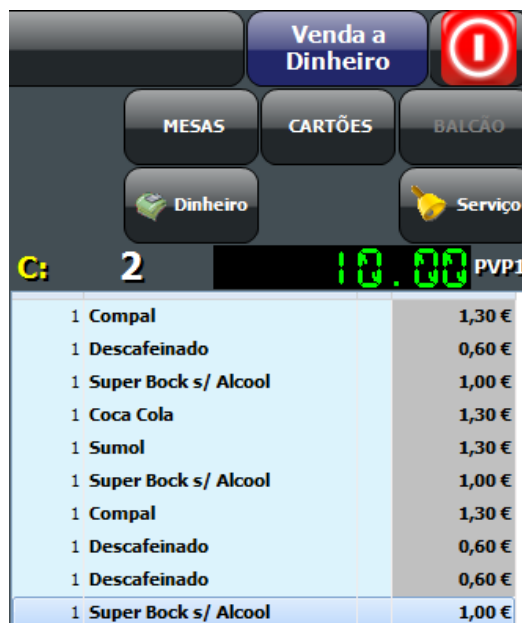 Venda a
Dinheiro
MESAS
CARTÕES
BALCÃO
Dinheiro
Serviço
C: 2 10.00 PVP1
1 Compal 1,30 €
1 Descafeinado 0,60 €
1 Super Bock s/ Alcool 1,00 €
1 Coca Cola 1,30 €
1 Sumol 1,30 €
1 Super Bock s/ Alcool 1,00 €
1 Compal 1,30 €
1 Descafeinado 0,60 €
1 Descafeinado 0,60 €
1 Super Bock s/ Alcool 1,00 €